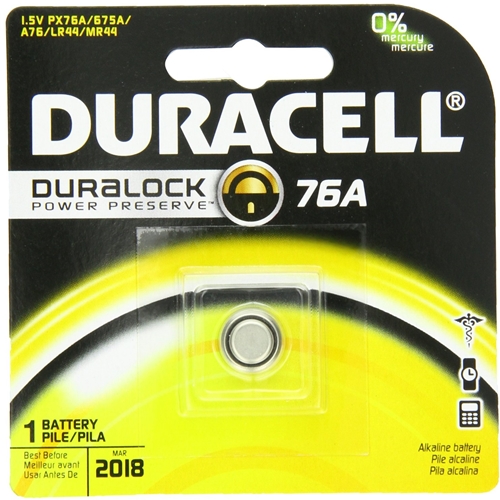 1.5V PX76A/675A/
A76/LR44/MR44
0%
mercury
mercure
DURACELL®
DURALOCK
POWER PRESERVE™
76A
1 BATTERY
PILE/PILA
Best Before
Meilleur avant
Usar Antes De
MAR
2018
Alkaline battery
Pile alcaline
Pila alcalina